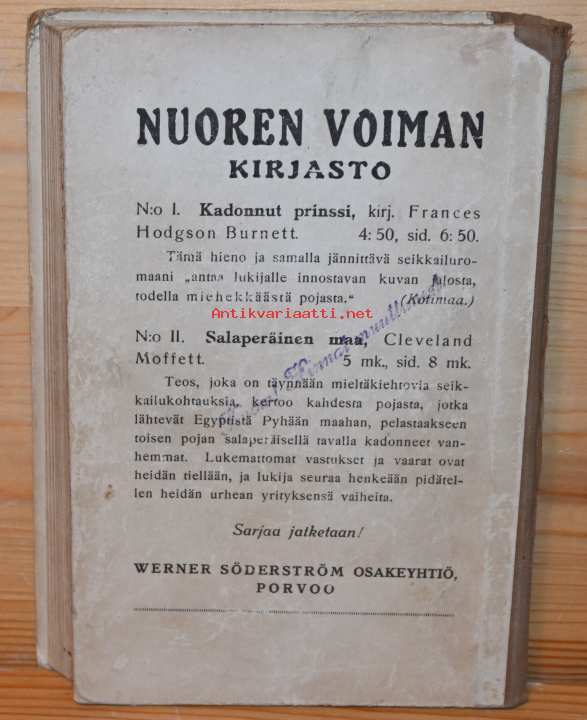 NUOREN VOIMAN
KIRJASTO
N:o I. Kadonnut prinssi, kirj. Frances
Hodgson Burnett. 4:50, sid. 6:50.
Tämä hieno ja samalla jännittävä seikkailuro-
maani „antaa lukijalle innostavan kuvan jalosta,
todella miehekkäästä pojasta.“ (Kotimaa.)
Antikvariaatti.net
N:o II. Salaperäinen maa, Cleveland
Moffett. 5 mk., sid. 8 mk.
Teos, joka on täynnään mieltäkiehtovia seik-
kailukohtauksia, kertoo kahdesta pojasta, jotka
lähtevät Egyptistä Pyhään maahan, pelastaakseen
toisen pojan salaperäisellä tavalla kadonneet van-
hemmat. Lukemattomat vastukset ja vaarat ovat
heidän tiellään, ja lukija seuraa henkeään pidätel-
len heidän urhean yrityksensä vaiheita.
Sarjaa jatketaan!
WERNER SÖDERSTRÖM OSAKEYHTIÖ,
PORVOO